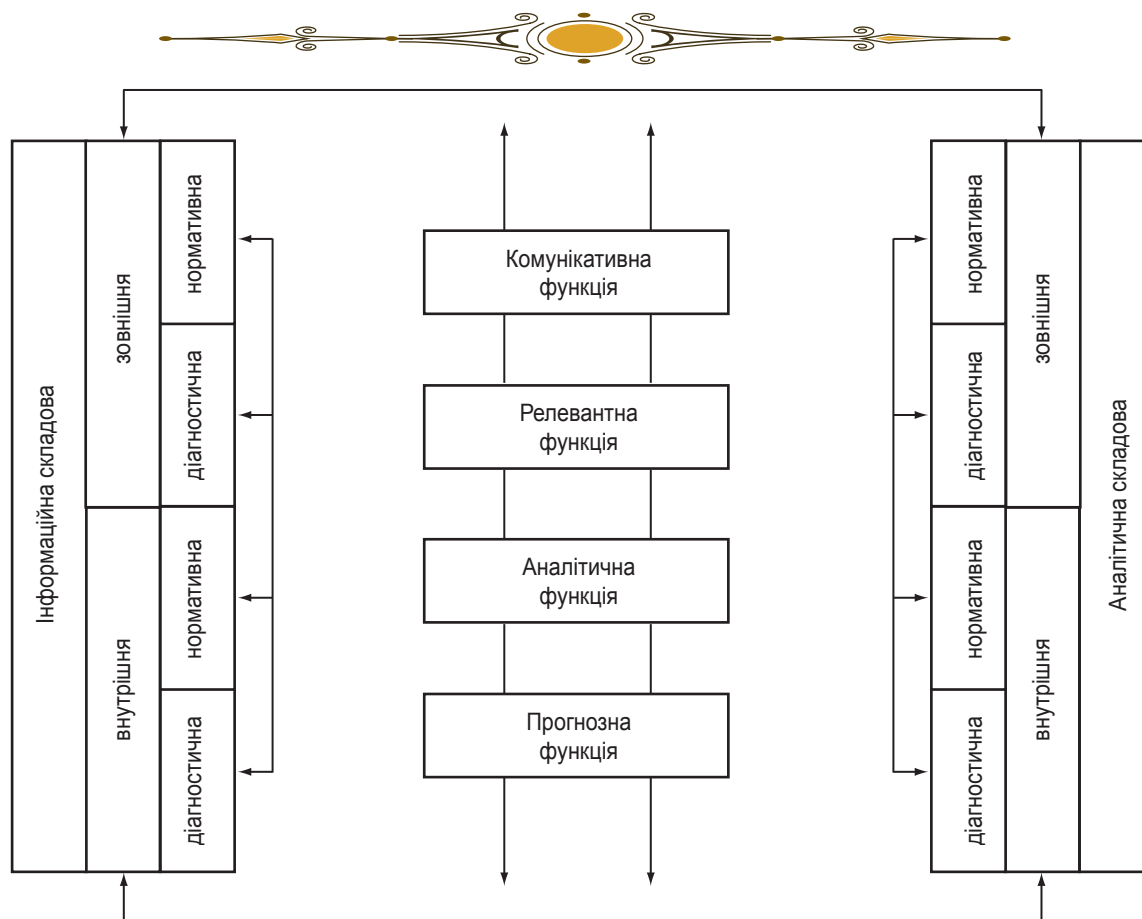 Інформаційна складова
зовнішня
внутрішня
нормативна
діагностична
нормативна
діагностична
Комунікативна
функція
Релевантна
функція
Аналітична
функція
Прогнозна
функція
нормативна
діагностична
нормативна
діагностична
зовнішня
внутрішня
Аналітична складова